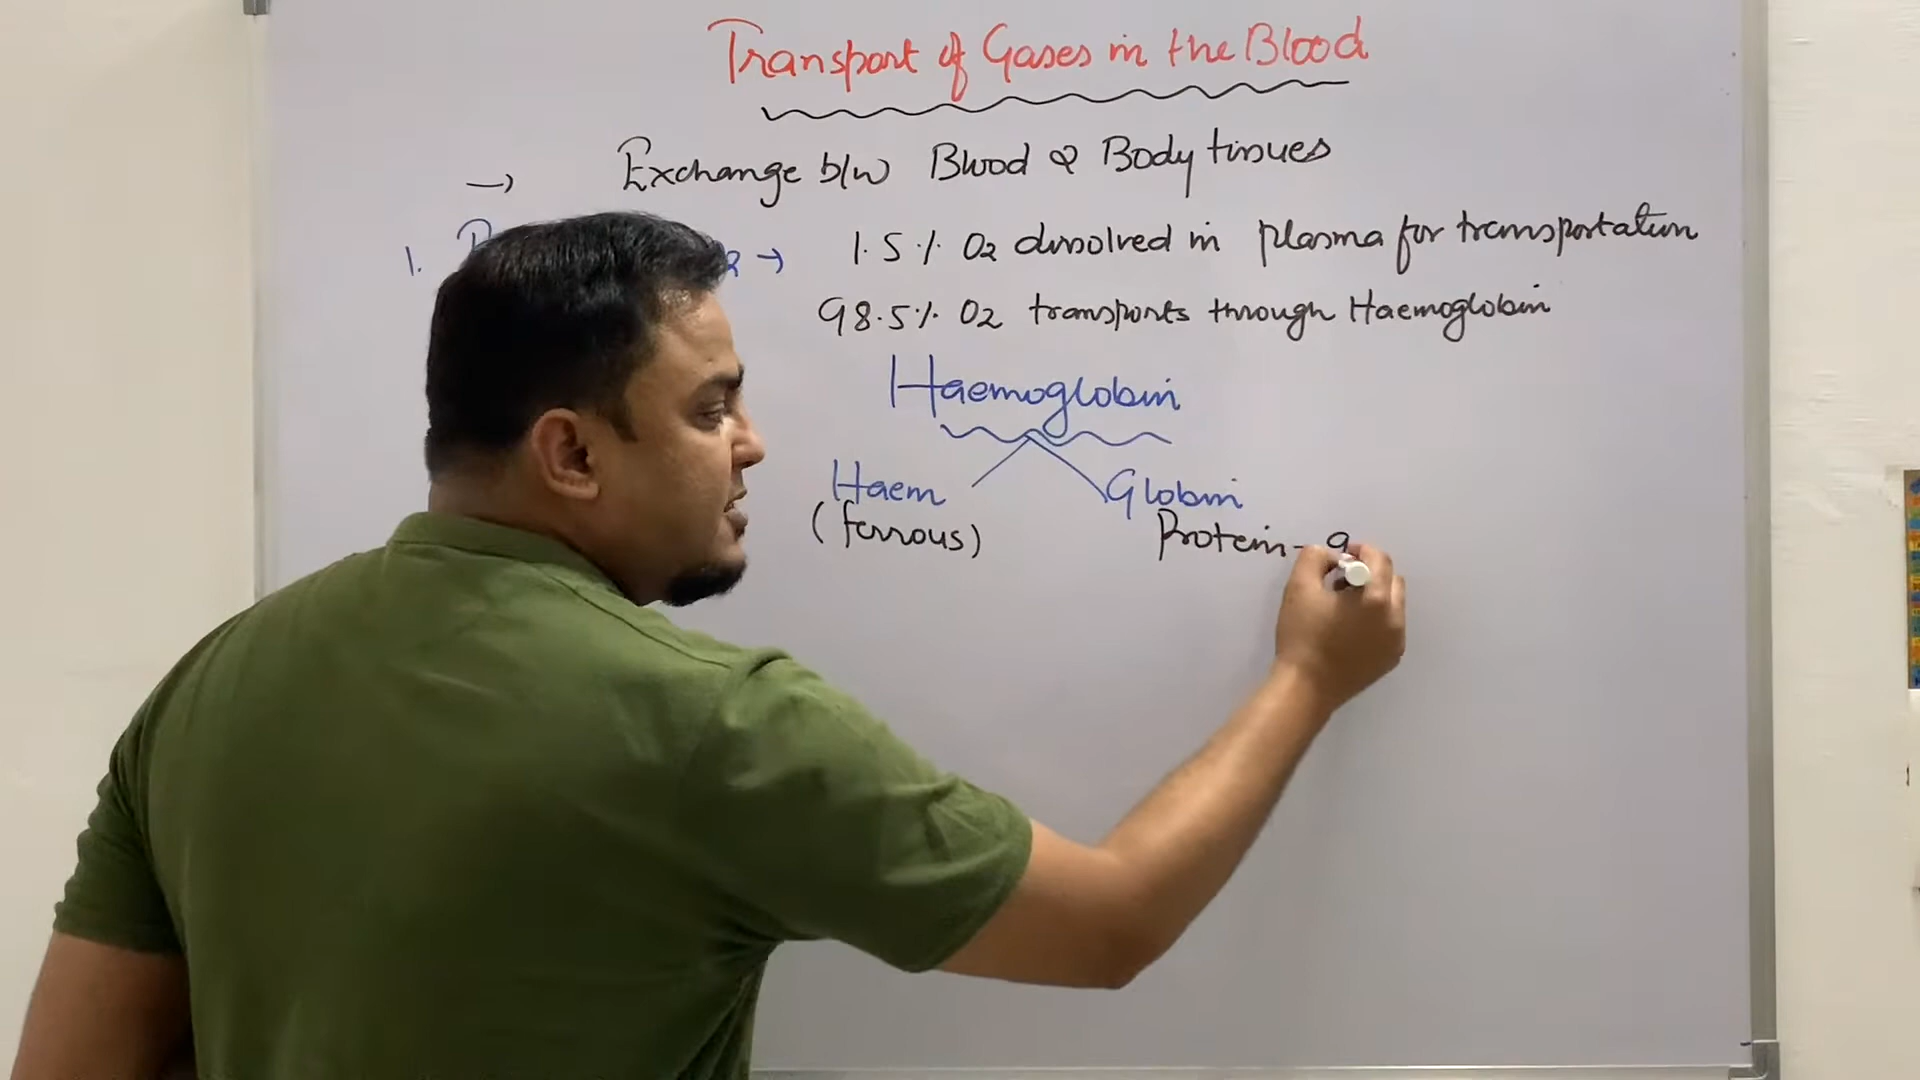 Transport of Gases in the Blood
→ Exchange b/w Blood & Body tissues
1. → 1.5% O2 dissolved in plasma for transportation
98.5% O2 transports through Haemoglobin
Haemoglobin
Haem Globin
(ferrous) Protein-